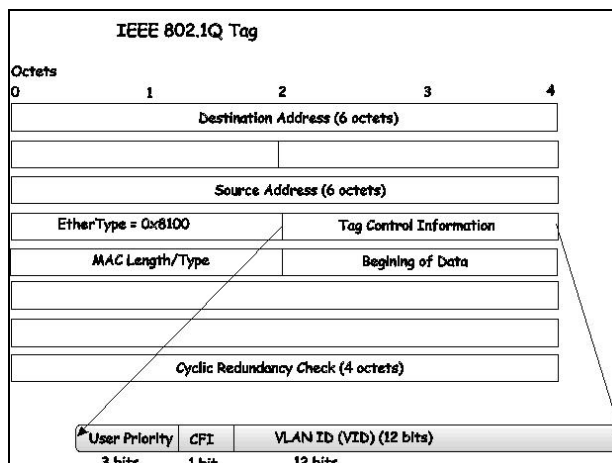 IEEE 802.1Q Tag
Octets
0 1 2 3 4
Destination Address (6 octets)
Source Address (6 octets)
EtherType = 0x8100 Tag Control Information
MAC Length/Type Begining of Data
Cyclic Redundancy Check (4 octets)
User Priority CFI VLAN ID (VID) (12 bits)
3 bits 1 bit 12 bits